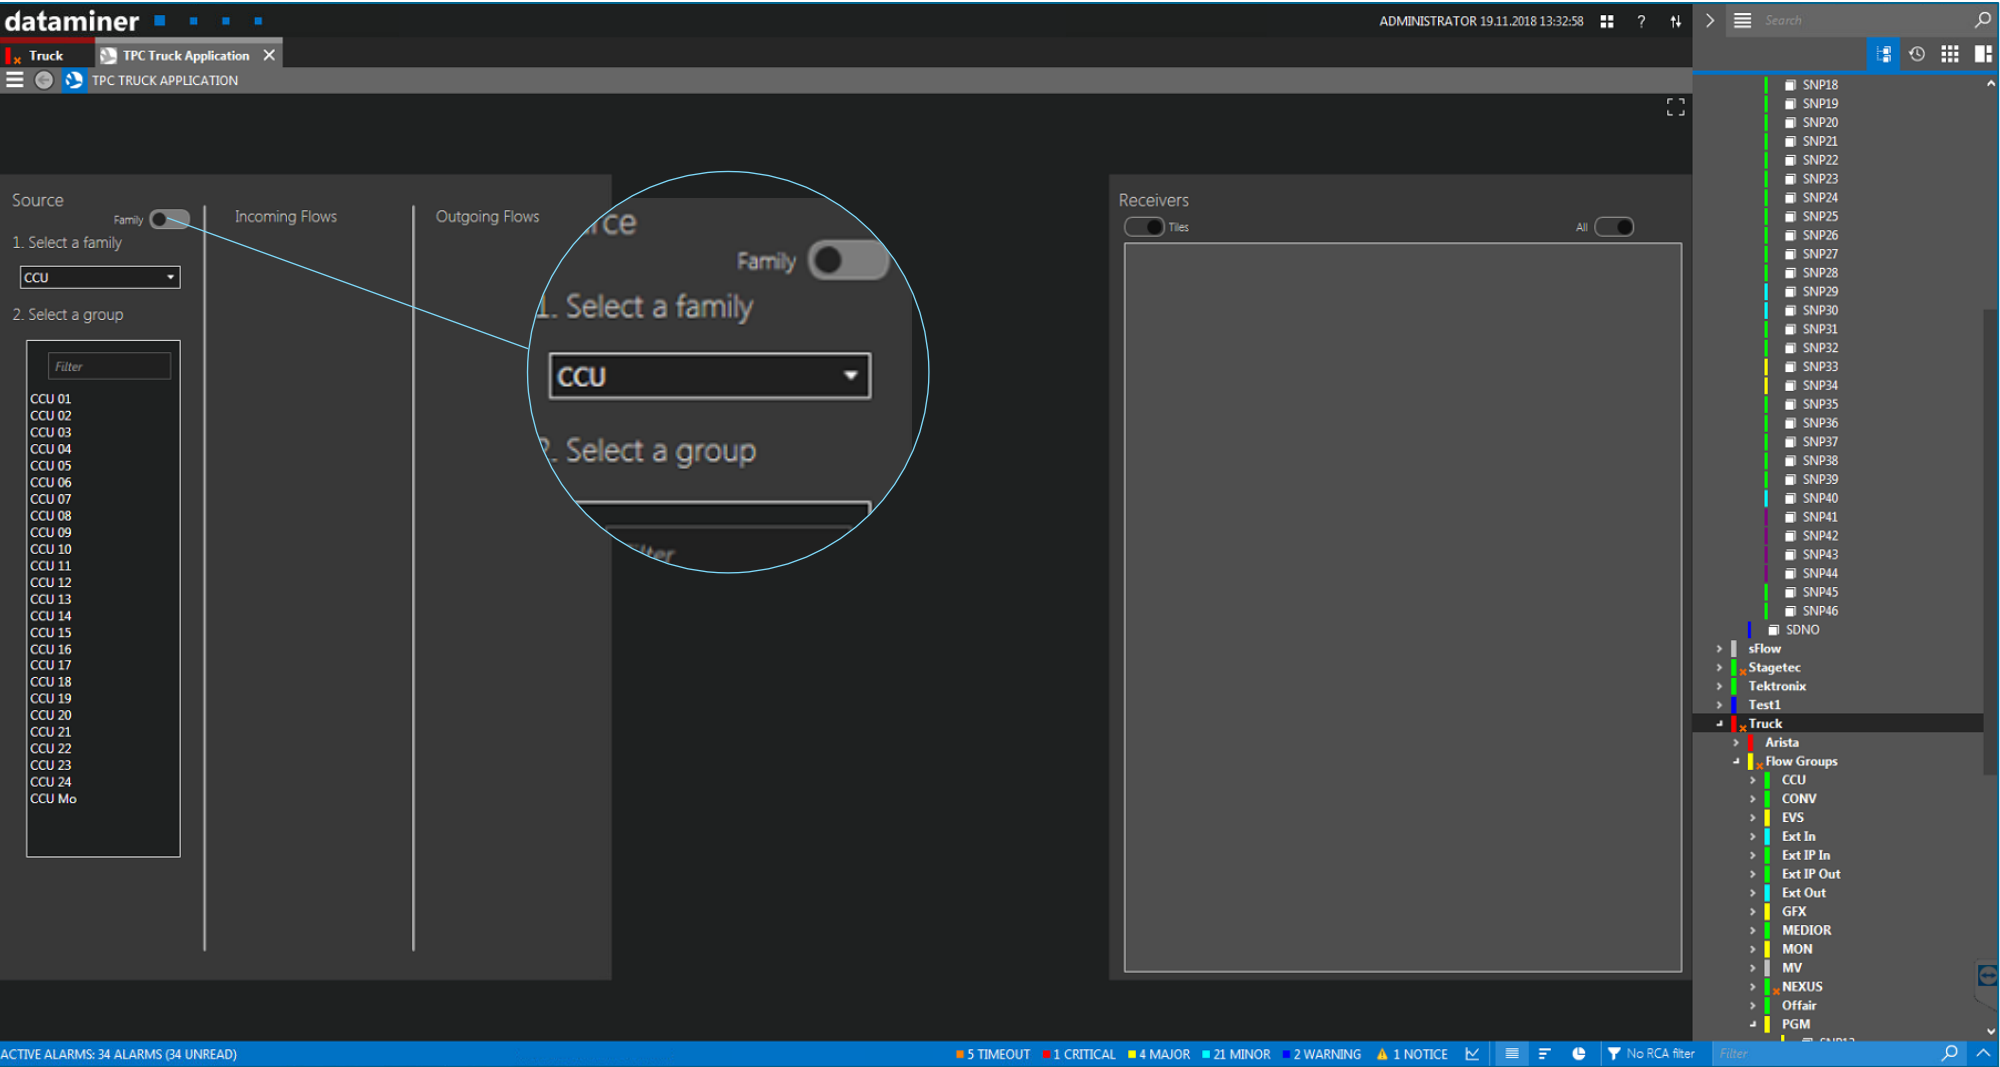 dataminer
ADMINISTRATOR 19.11.2018 13:32:58
?
Search
Truck
TPC Truck Application
TPC TRUCK APPLICATION
Source
Family
1. Select a family
CCU
2. Select a group
Filter
CCU 01
CCU 02
CCU 03
CCU 04
CCU 05
CCU 06
CCU 07
CCU 08
CCU 09
CCU 10
CCU 11
CCU 12
CCU 13
CCU 14
CCU 15
CCU 16
CCU 17
CCU 18
CCU 19
CCU 20
CCU 21
CCU 22
CCU 23
CCU 24
CCU Mo
Incoming Flows
Outgoing Flows
rce
Family
1. Select a family
CCU
2. Select a group
Filter
Receivers
Tiles
All
SNP18
SNP19
SNP20
SNP21
SNP22
SNP23
SNP24
SNP25
SNP26
SNP27
SNP28
SNP29
SNP30
SNP31
SNP32
SNP33
SNP34
SNP35
SNP36
SNP37
SNP38
SNP39
SNP40
SNP41
SNP42
SNP43
SNP44
SNP45
SNP46
SDNO
sFlow
Stagetec
Tektronix
Test1
Truck
Arista
Flow Groups
CCU
CONV
EVS
Ext In
Ext IP In
Ext IP Out
Ext Out
GFX
MEDIOR
MON
MV
NEXUS
Offair
PGM
ACTIVE ALARMS: 34 ALARMS (34 UNREAD)
5 TIMEOUT
1 CRITICAL
4 MAJOR
21 MINOR
2 WARNING
1 NOTICE
No RCA filter
Filter